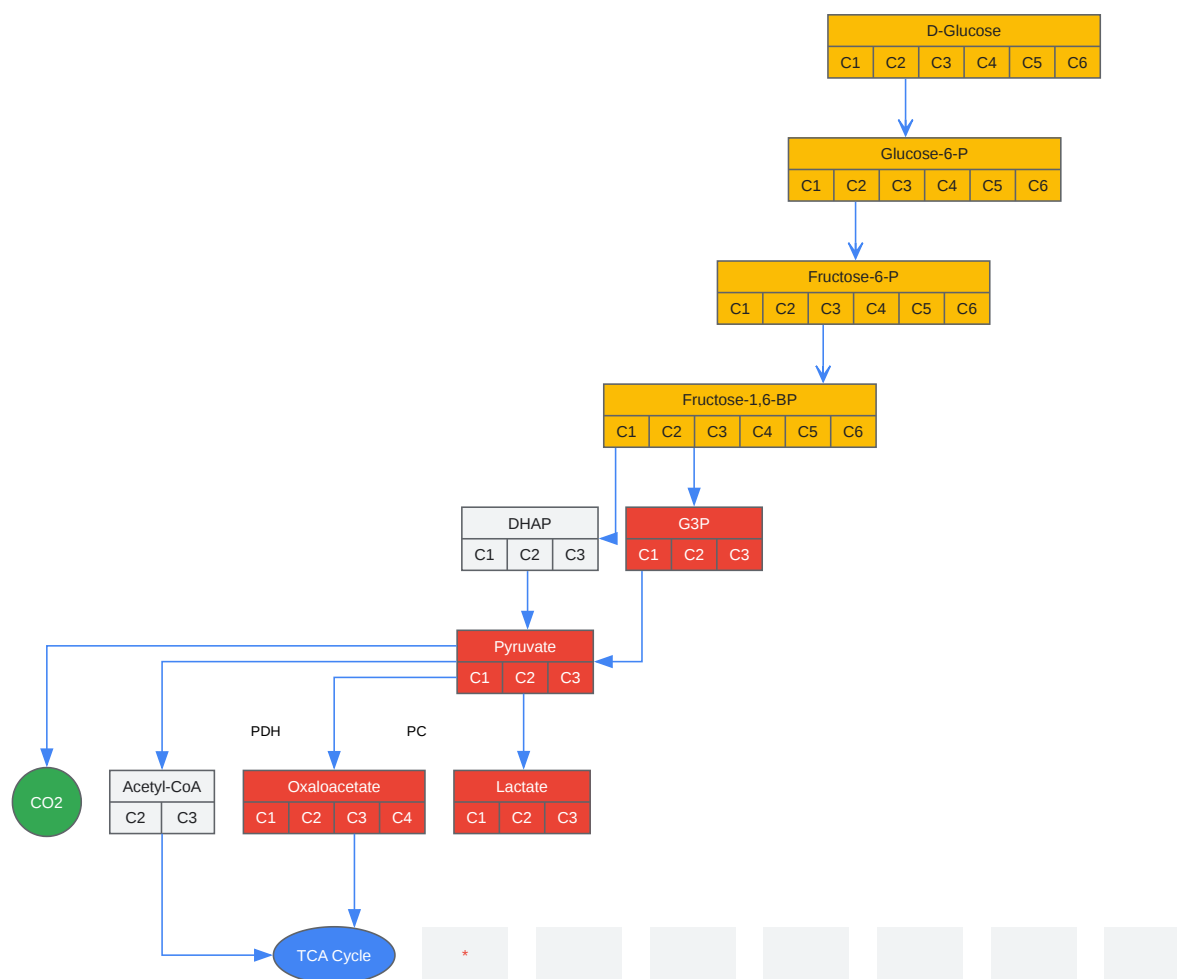 D-Glucose
C1 C2 C3 C4 C5 C6
Glucose-6-P
C1 C2 C3 C4 C5 C6
Fructose-6-P
C1 C2 C3 C4 C5 C6
Fructose-1,6-BP
C1 C2 C3 C4 C5 C6
DHAP
C1 C2 C3
G3P
C1 C2 C3
Pyruvate
C1 C2 C3
PDH
PC
CO2
Acetyl-CoA
C2 C3
Oxaloacetate
C1 C2 C3 C4
Lactate
C1 C2 C3
TCA Cycle
*